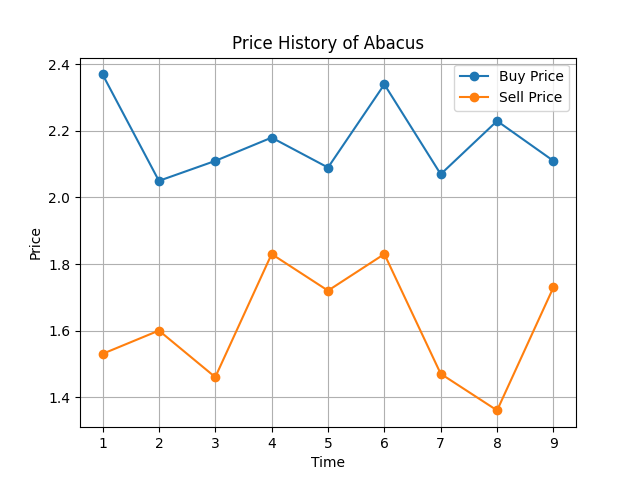 Price History of Abacus
Buy Price
Sell Price
Price
2.4
2.2
2.0
1.8
1.6
1.4
1 2 3 4 5 6 7 8 9
Time